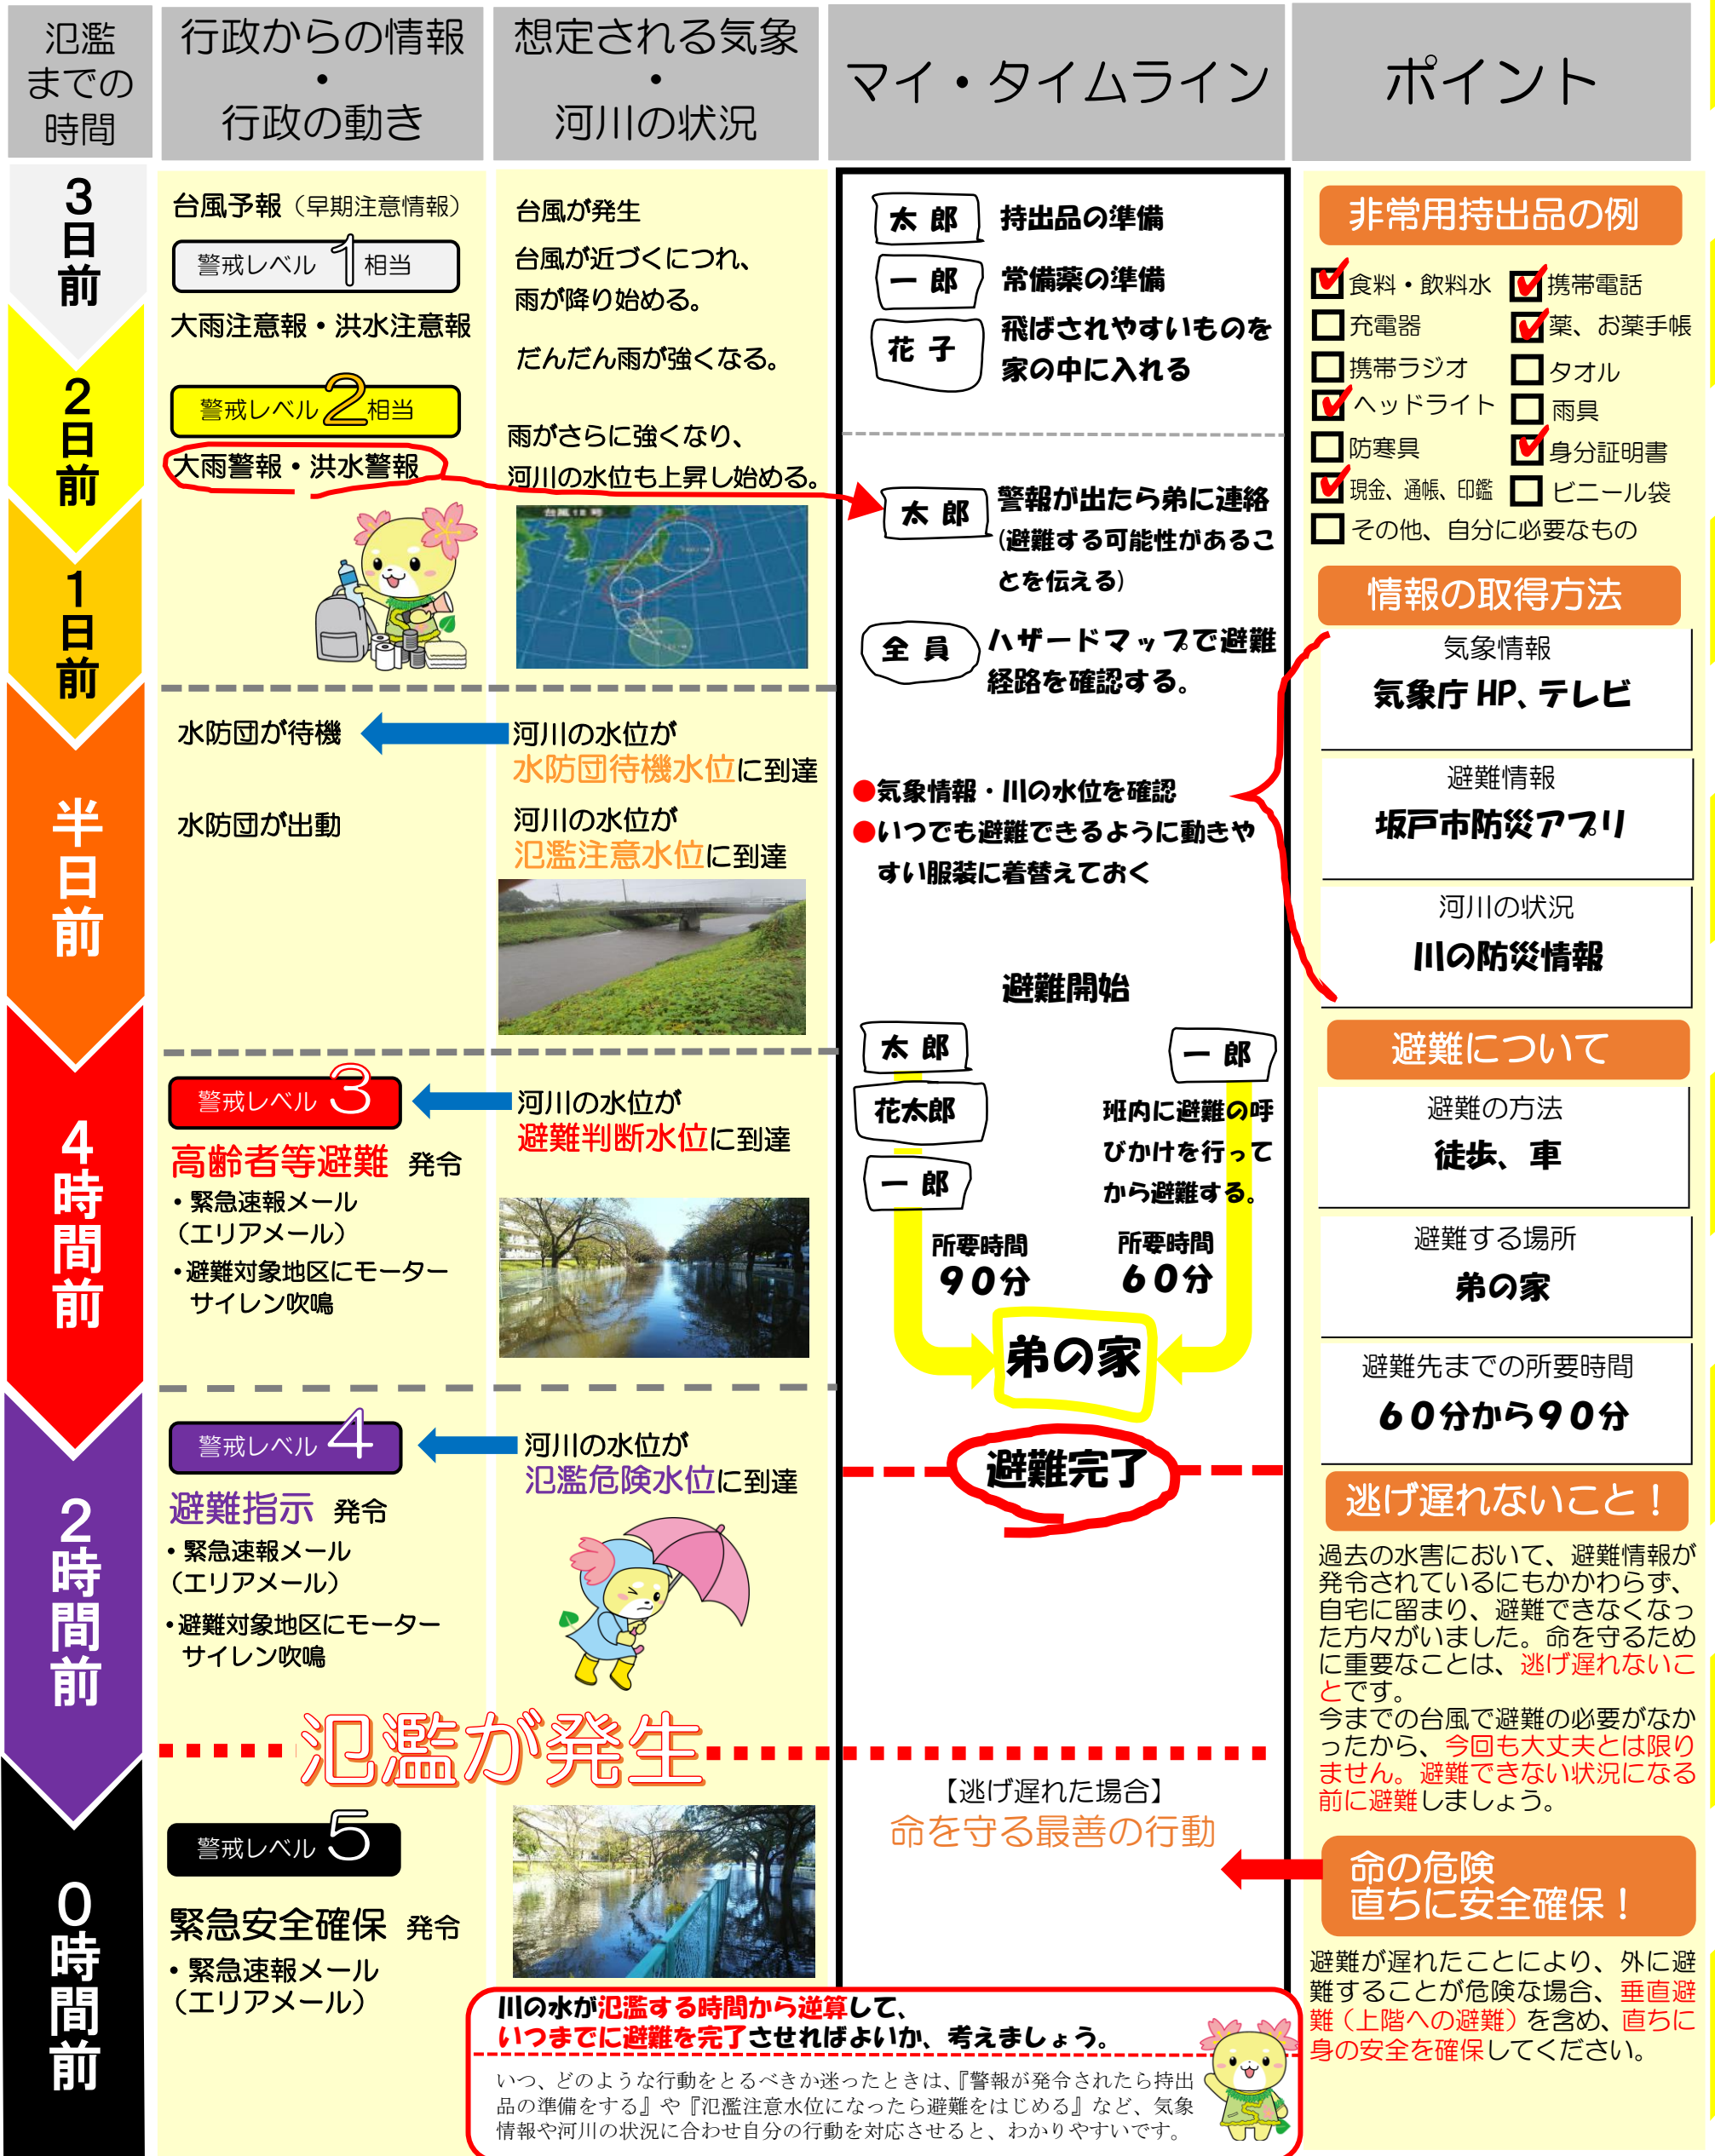 氾濫
までの
時間
行政からの情報
・
行政の動き
想定される気象
・
河川の状況
マイ・タイムライン
ポイント
3日前
2日前
1日前
半日前
4時間前
2時間前
0時間前
台風予報（早期注意情報）
警戒レベル 1 相当
大雨注意報・洪水注意報
警戒レベル 2 相当
大雨警報・洪水警報
水防団が待機
水防団が出動
警戒レベル 3
高齢者等避難 発令
・緊急速報メール
（エリアメール）
・避難対象地区にモーター
サイレン吹鳴
警戒レベル 4
避難指示 発令
・緊急速報メール
（エリアメール）
・避難対象地区にモーター
サイレン吹鳴
氾濫が発生
警戒レベル 5
緊急安全確保 発令
・緊急速報メール
（エリアメール）
台風が発生
台風が近づくにつれ、
雨が降り始める。
だんだん雨が強くなる。
雨がさらに強くなり、
河川の水位も上昇し始める。
台風18号
河川の水位が
水防団待機水位に到達
河川の水位が
氾濫注意水位に到達
河川の水位が
避難判断水位に到達
河川の水位が
氾濫危険水位に到達
太郎 持出品の準備
一郎 常備薬の準備
花子 飛ばされやすいものを
家の中に入れる
太郎 警報が出たら弟に連絡
(避難する可能性があるこ
とを伝える)
全員 ハザードマップで避難
経路を確認する。
●気象情報・川の水位を確認
●いつでも避難できるように動きや
すい服装に着替えておく
避難開始
太郎
花太郎
一郎
所要時間
90分
一郎
班内に避難の呼
びかけを行って
から避難する。
所要時間
60分
弟の家
避難完了
【逃げ遅れた場合】
命を守る最善の行動
非常用持出品の例
食料・飲料水 携帯電話
充電器 薬、お薬手帳
携帯ラジオ タオル
ヘッドライト 雨具
防寒具 身分証明書
現金、通帳、印鑑 ビニール袋
その他、自分に必要なもの
情報の取得方法
気象情報
気象庁HP、テレビ
避難情報
坂戸市防災アプリ
河川の状況
川の防災情報
避難について
避難の方法
徒歩、車
避難する場所
弟の家
避難先までの所要時間
60分から90分
逃げ遅れないこと！
過去の水害において、避難情報が
発令されているにもかかわらず、
自宅に留まり、避難できなくなっ
た方々がいました。命を守るため
に重要なことは、逃げ遅れないこ
とです。
今までの台風で避難の必要がなか
ったから、今回も大丈夫とは限り
ません。避難できない状況になる
前に避難しましょう。
命の危険
直ちに安全確保！
避難が遅れたことにより、外に避
難することが危険な場合、垂直避
難（上階への避難）を含め、直ちに
身の安全を確保してください。
川の水が氾濫する時間から逆算して、
いつまでに避難を完了させればよいか、考えましょう。
いつ、どのような行動をとるべきか迷ったときは、『警報が発令されたら持出
品の準備をする』や『氾濫注意水位になったら避難をはじめる』など、気象
情報や河川の状況に合わせ自分の行動を対応させると、わかりやすいです。